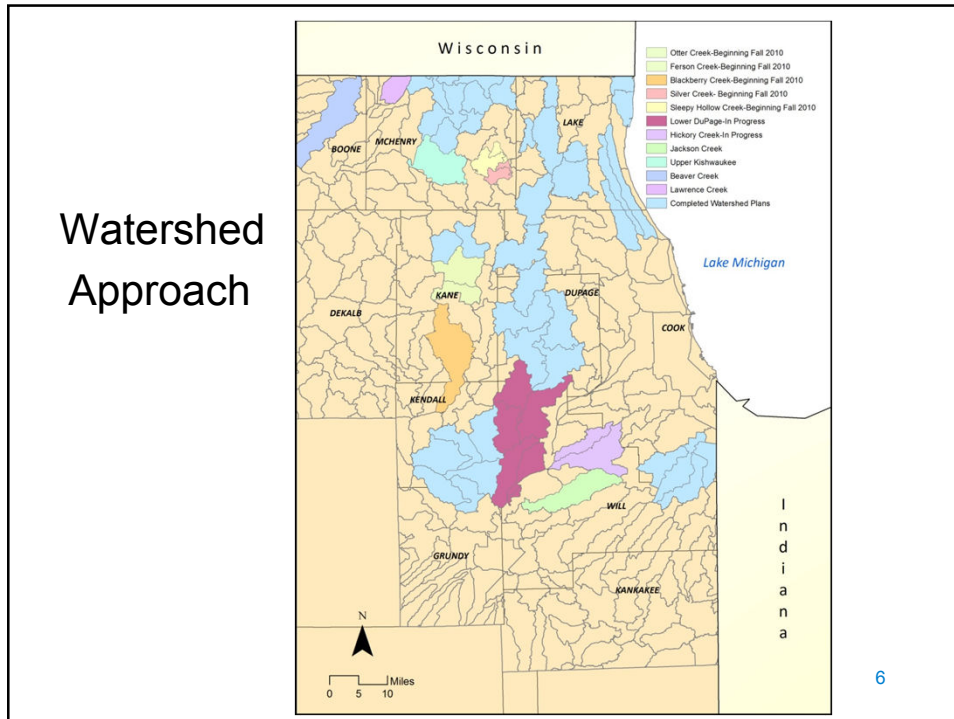 Watershed
Approach
Wisconsin
Otter Creek-Beginning Fall 2010
Ferson Creek-Beginning Fall 2010
Blackberry Creek-Beginning Fall 2010
Silver Creek- Beginning Fall 2010
Sleepy Hollow Creek-Beginning Fall 2010
Lower DuPage-In Progress
Hickory Creek-In Progress
Jackson Creek
Upper Kishwaukee
Beaver Creek
Lawrence Creek
Completed Watershed Plans
LAKE
MCHENRY
BOONE
Lake Michigan
KANE
DUPAGE
DEKALB
COOK
KENDALL
WILL
GRUNDY
KANKAKEE
Indiana
N
Miles
0 5 10
6